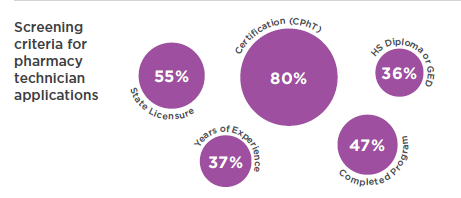 Screening
criteria for
pharmacy
technician
applications
55%
State Licensure
Certification (CPhT)
80%
HS Diploma or GED
36%
Years of Experience
37%
47%
Completed Program